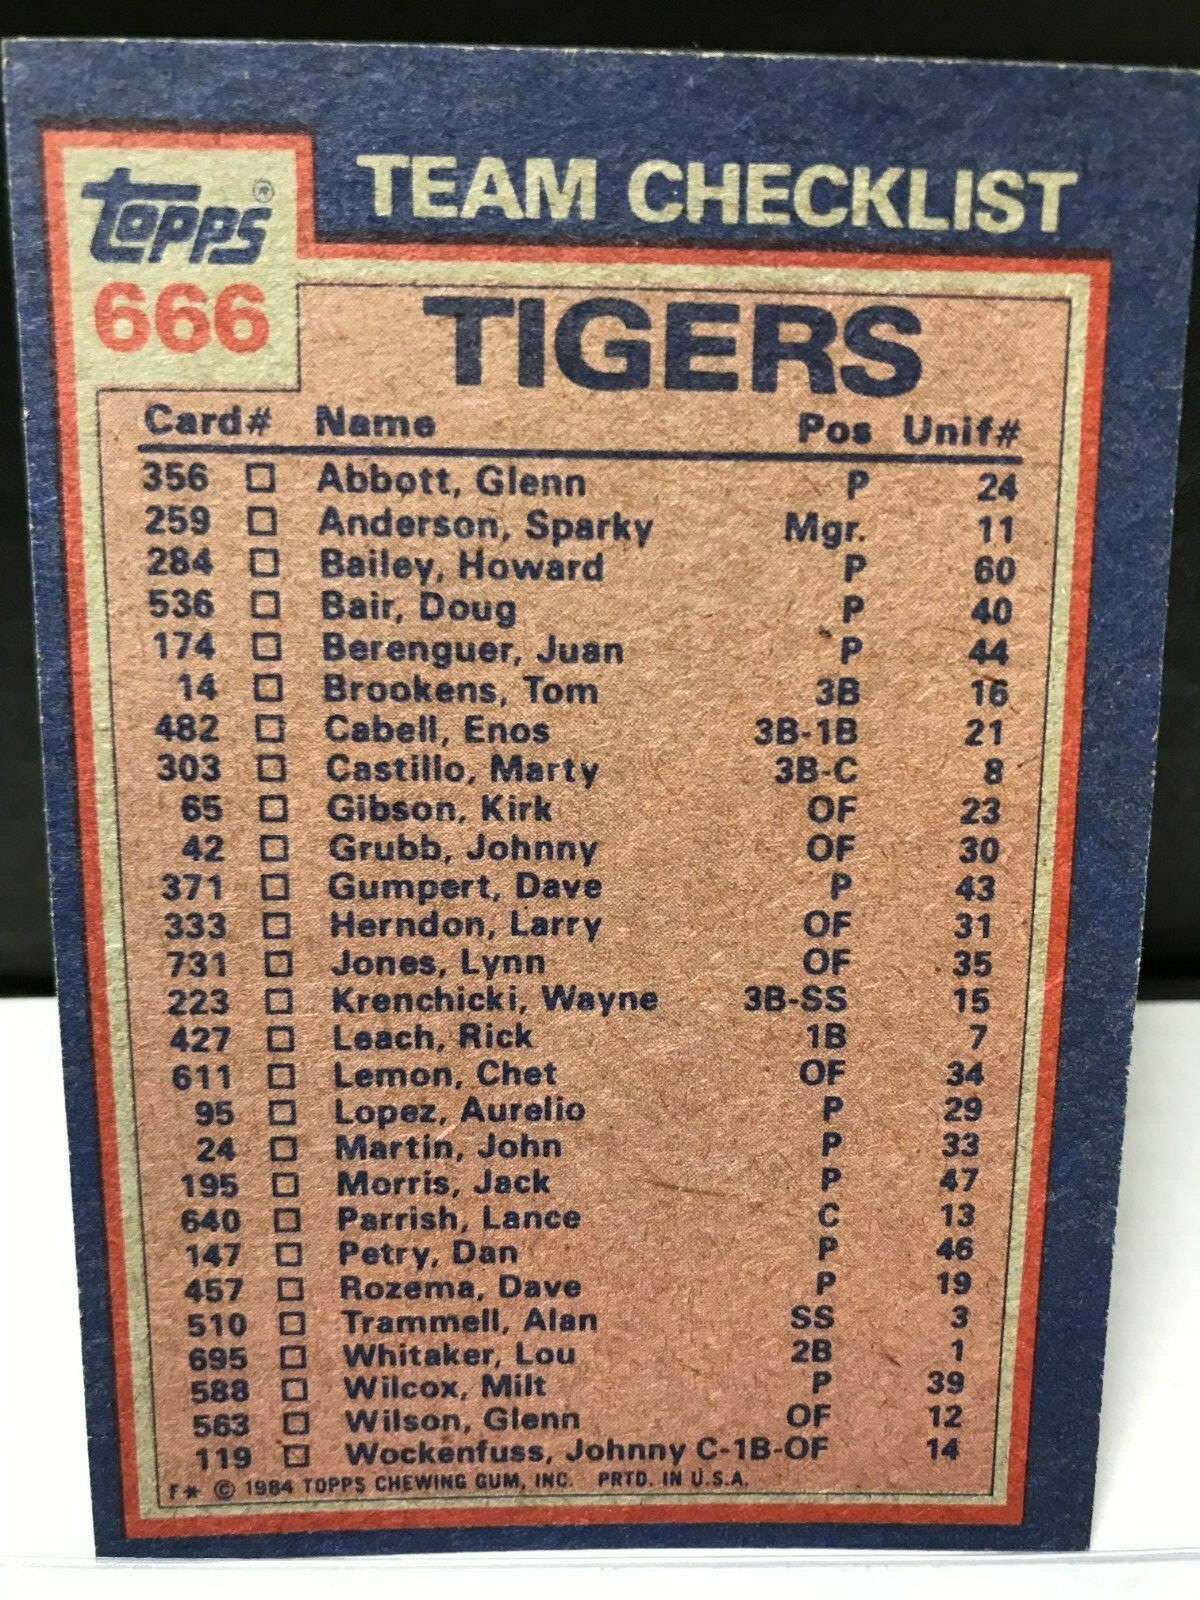 TEAM CHECKLIST
Topps ®
666
TIGERS
Card# Name Pos Unif#
356 Abbott, Glenn P 24
259 Anderson, Sparky Mgr. 11
284 Bailey, Howard P 60
536 Bair, Doug P 40
174 Berenguer, Juan P 44
14 Brookens, Tom 3B 16
482 Cabell, Enos 3B-1B 21
303 Castillo, Marty 3B-C 8
65 Gibson, Kirk OF 23
42 Grubb, Johnny OF 30
371 Gumpert, Dave P 43
333 Herndon, Larry OF 31
731 Jones, Lynn OF 35
223 Krenchicki, Wayne 3B-SS 15
427 Leach, Rick 1B 7
611 Lemon, Chet OF 34
95 Lopez, Aurelio P 29
24 Martin, John P 33
195 Morris, Jack P 47
640 Parrish, Lance C 13
147 Petry, Dan P 46
457 Rozema, Dave P 19
510 Trammell, Alan SS 3
695 Whitaker, Lou 2B 1
588 Wilcox, Milt P 39
563 Wilson, Glenn OF 12
119 Wockenfuss, Johnny C-1B-OF 14
F* © 1984 TOPPS CHEWING GUM, INC. PRTD. IN U.S.A.